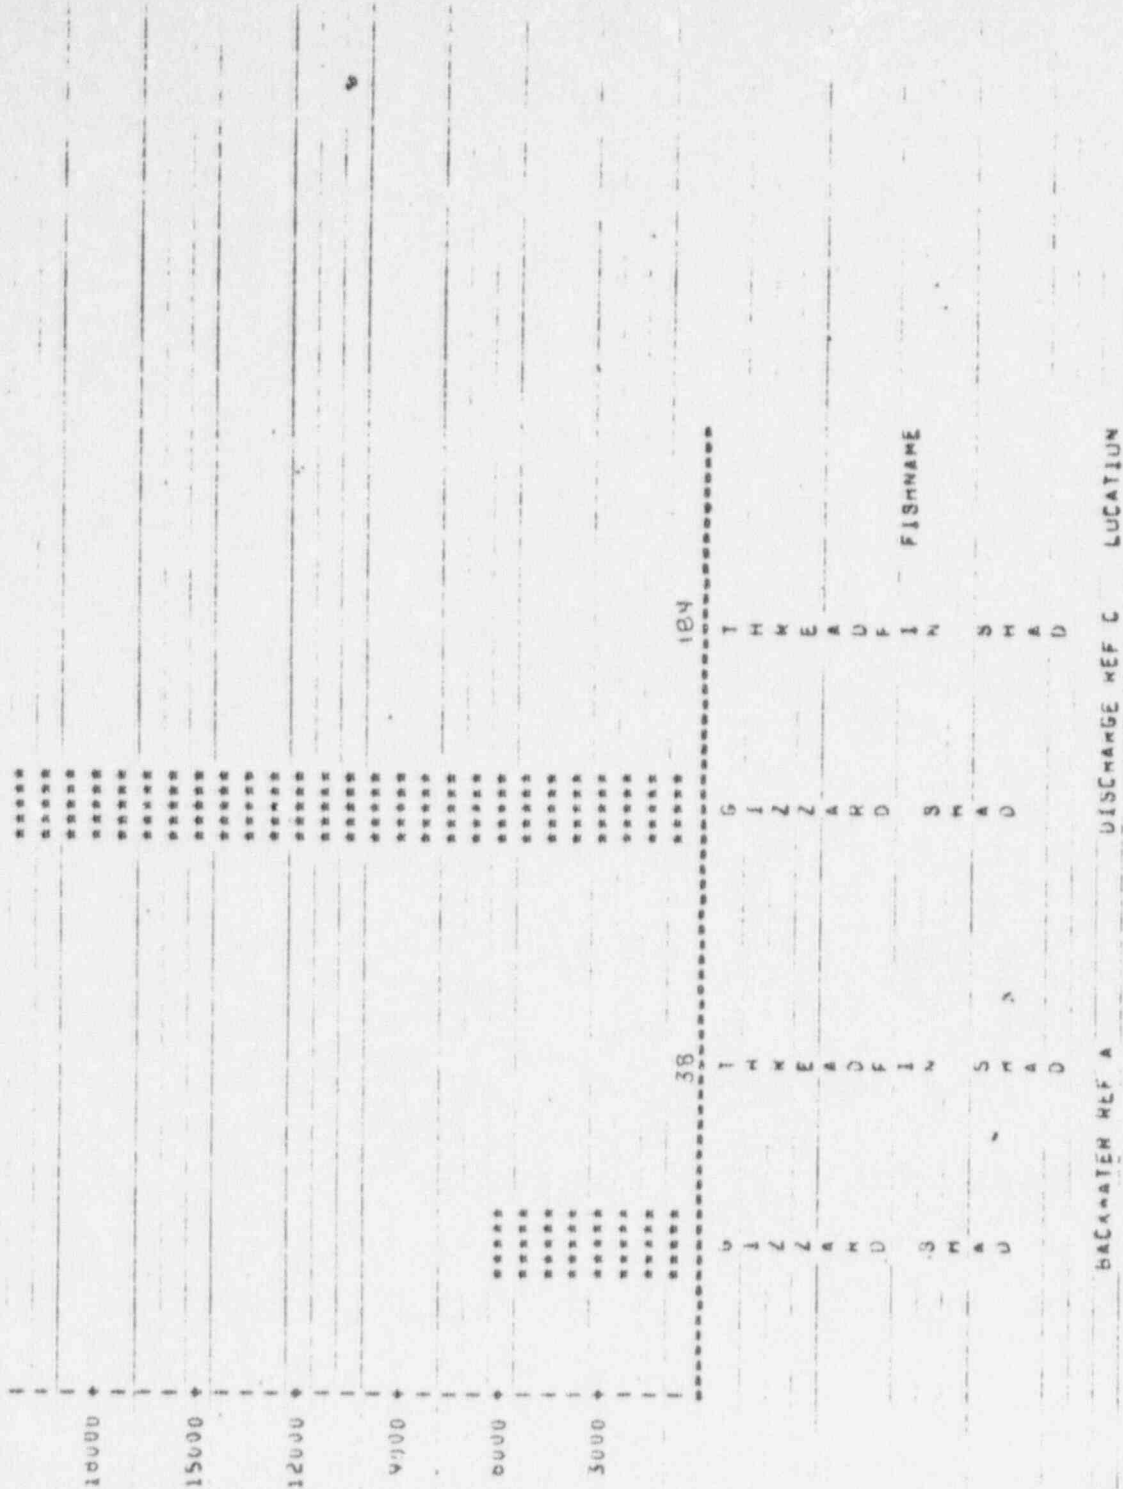 18000
15000
12000
9000
6000
3000
38
184
GIZZARD SHAD
THREADFIN SHAD
GIZZARD SHAD
THREADFIN SHAD
FISHNAME
BACKWATER REF A
DISCHARGE REF C
LOCATION